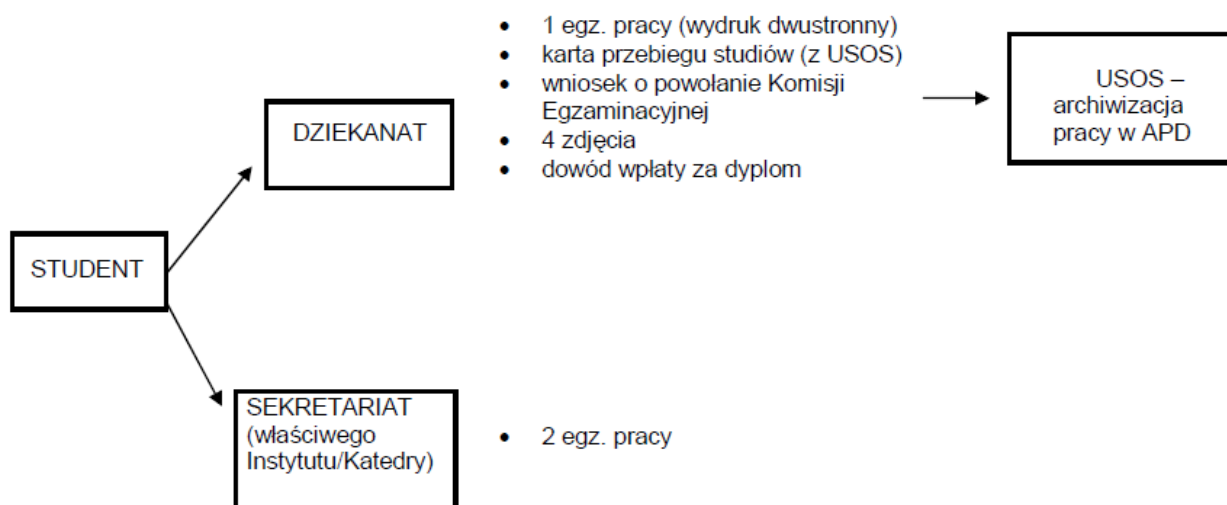 • 1 egz. pracy (wydruk dwustronny)
• karta przebiegu studiów (z USOS)
• wniosek o powołanie Komisji
Egzaminacyjnej
• 4 zdjęcia
• dowód wpłaty za dyplom
USOS –
archiwizacja
pracy w APD
DZIEKANAT
STUDENT
SEKRETARIAT
(właściwego
Instytutu/Katedry)
• 2 egz. pracy